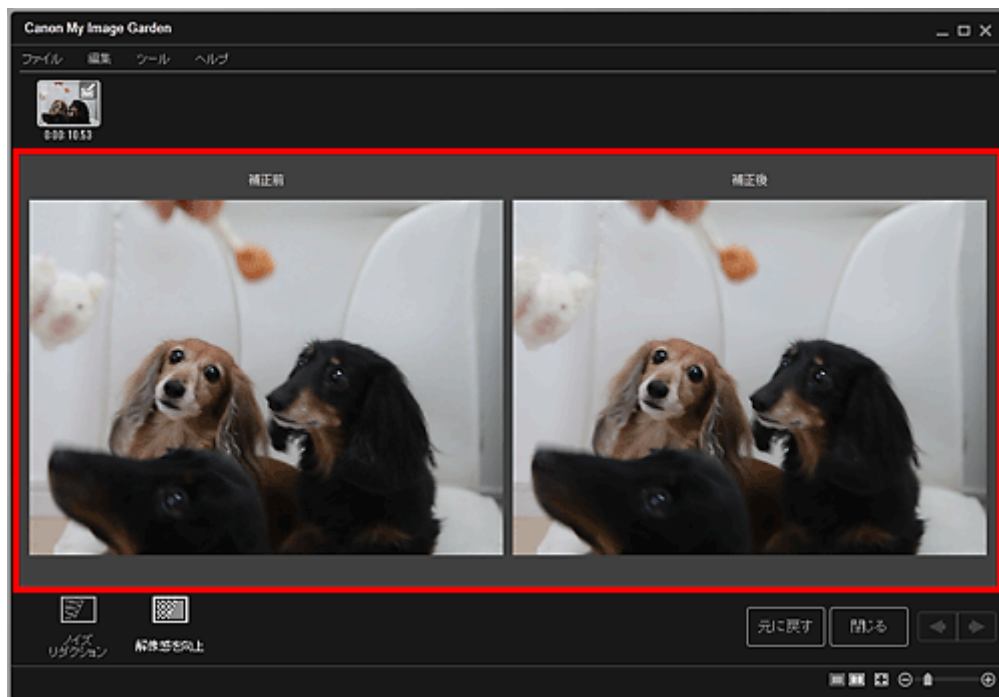 Canon My Image Garden
ファイル 編集 ツール ヘルプ
0:00:10.53
補正前 補正後
ノイズ
リダクション
解像感を向上
元に戻す 閉じる